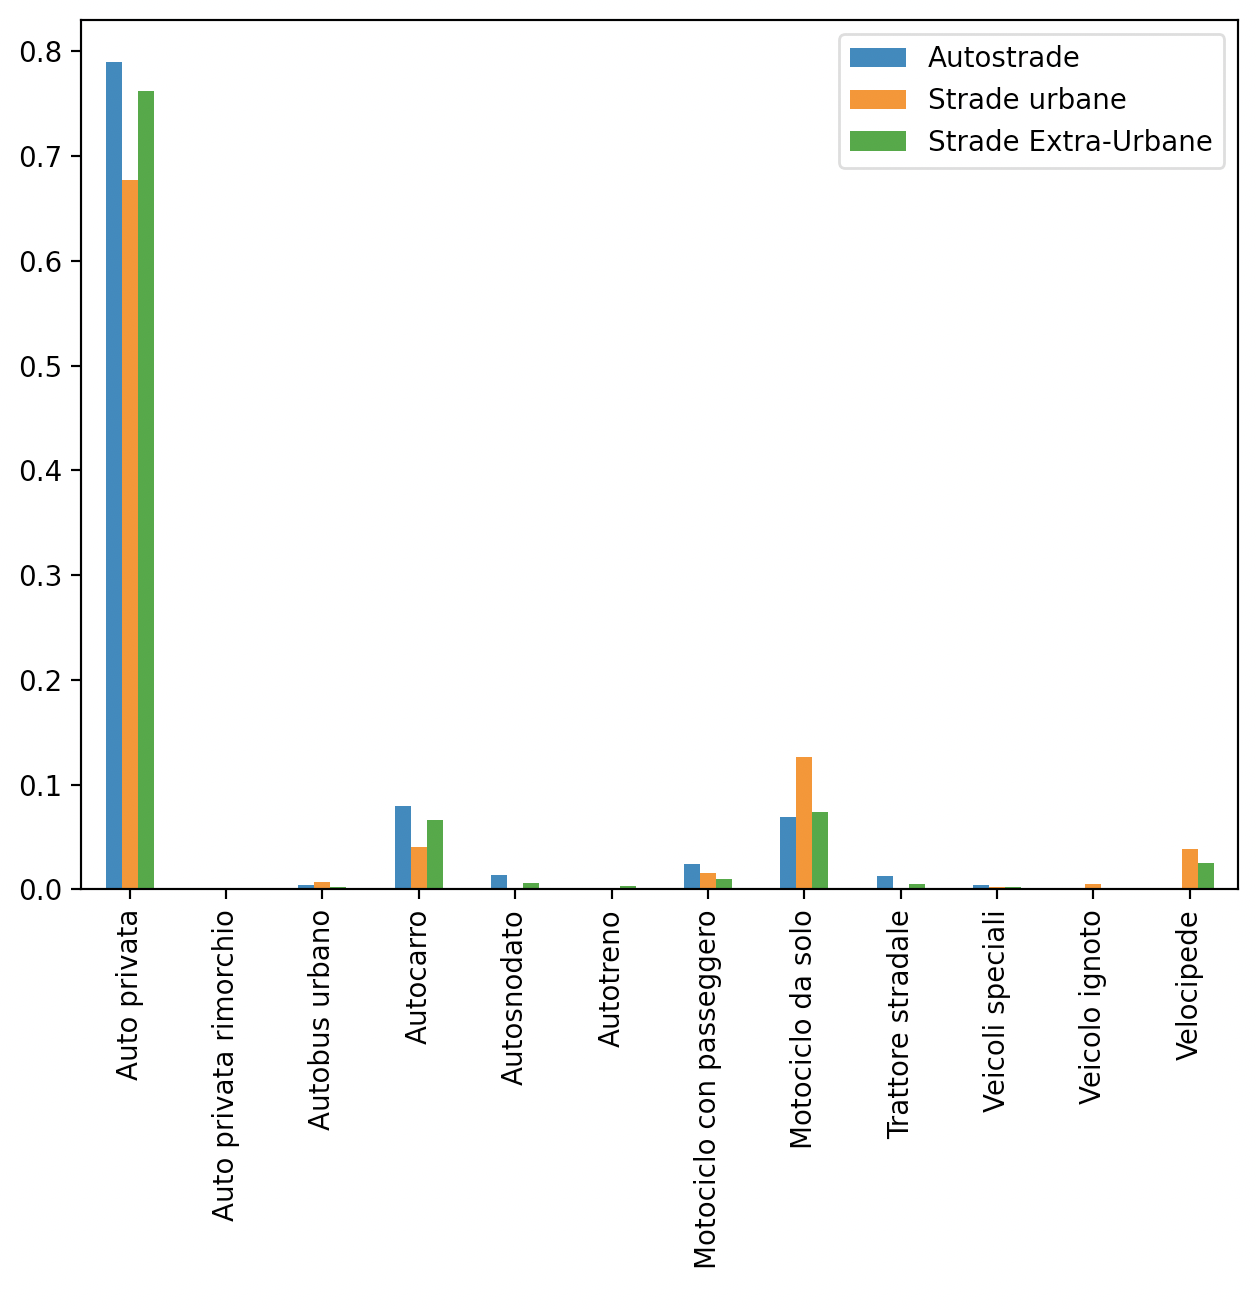 0.8
0.7
0.6
0.5
0.4
0.3
0.2
0.1
0.0
Autostrade
Strade urbane
Strade Extra-Urbane
Auto privata
Auto privata rimorchio
Autobus urbano
Autocarro
Autosnodato
Autotreno
Motociclo con passeggero
Motociclo da solo
Trattore stradale
Veicoli speciali
Veicolo ignoto
Velocipede